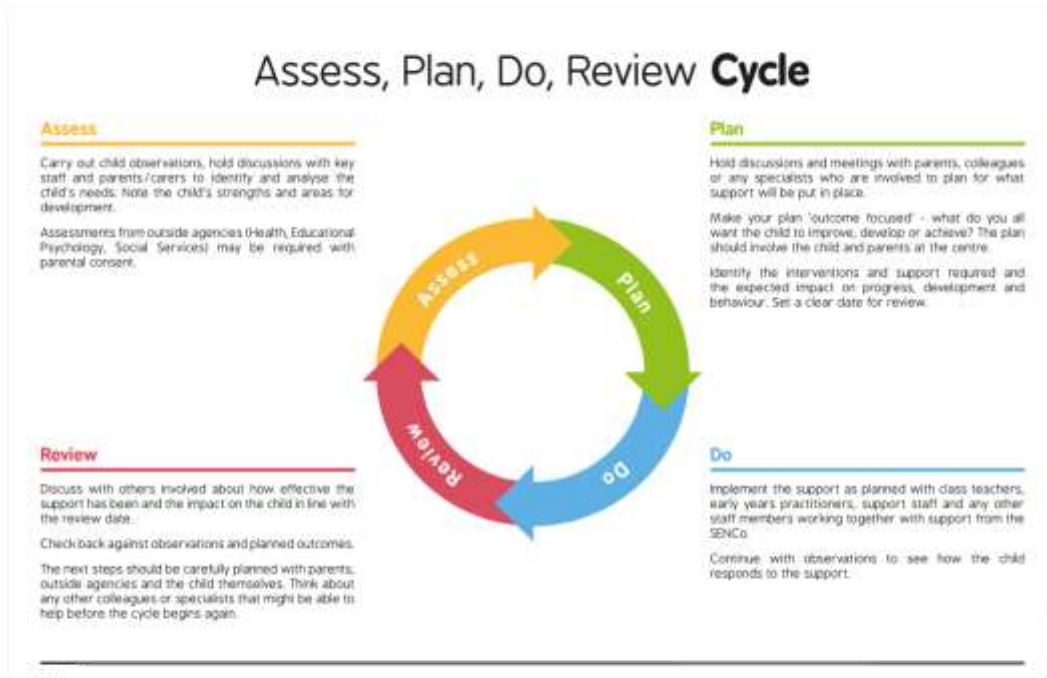 Assess, Plan, Do, Review Cycle
Assess
Carry out child observations, hold discussions with key
staff and parents/carers to identify and analyse the
child's needs. Note the child's strengths and areas for
development.
Assessments from outside agencies (Health, Educational
Psychology, Social Services) may be required with
parental consent.
Plan
Hold discussions and meetings with parents, colleagues
or any specialists who are involved to plan for what
support will be put in place.
Make your plan 'outcome focused' - what do you all
want the child to improve, develop or achieve? The plan
should involve the child and parents at the centre.
Identify the interventions and support required and
the expected impact on progress, development and
behaviour. Set a clear date for review.
Assess
Plan
Review
Do
Review
Discuss with others involved about how effective the
support has been and the impact on the child in line with
the review date.
Check back against observations and planned outcomes.
The next steps should be carefully planned with parents,
outside agencies and the child themselves. Think about
any other colleagues or specialists that might be able to
help before the cycle begins again.
Do
Implement the support as planned with class teachers,
early years practitioners, support staff and any other
staff members working together with support from the
SENCo.
Continue with observations to see how the child
responds to the support.